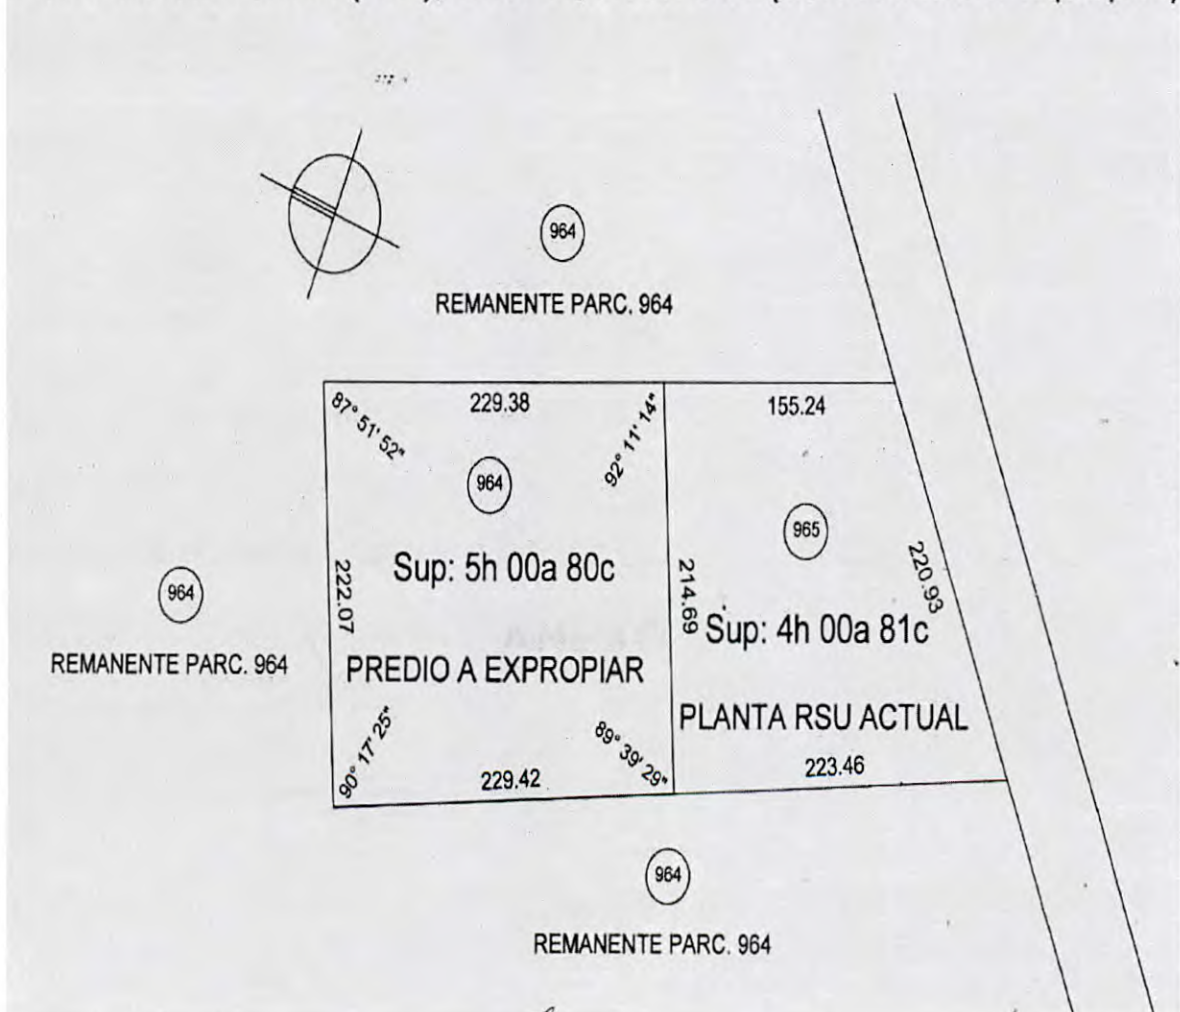 964
REMANENTE PARC. 964
229.38
155.24
87° 51' 52"
92° 11' 14"
964
965
Sup: 5h 00a 80c
222.07
214.69
220.93
964
Sup: 4h 00a 81c
REMANENTE PARC. 964
PREDIO A EXPROPIAR
PLANTA RSU ACTUAL
90° 17' 25"
89° 39' 29"
229.42
223.46
964
REMANENTE PARC. 964